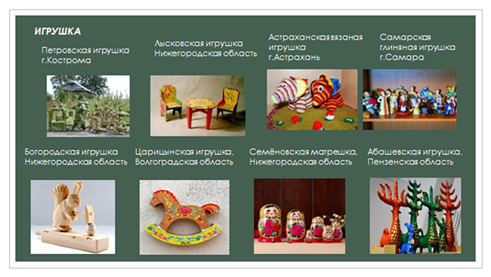 ИГРУШКА
Петровская игрушка
г.Кострома
Лысковская игрушка
Нижегородская область
Астраханская вязаная
игрушка
г.Астрахань
Самарская
глиняная игрушка
г.Самара
Богородская игрушка
Нижегородская область
Царицынская игрушка,
Волгоградская область
Семёновская матрешка,
Нижегородская область
Абашевская игрушка,
Пензенская область